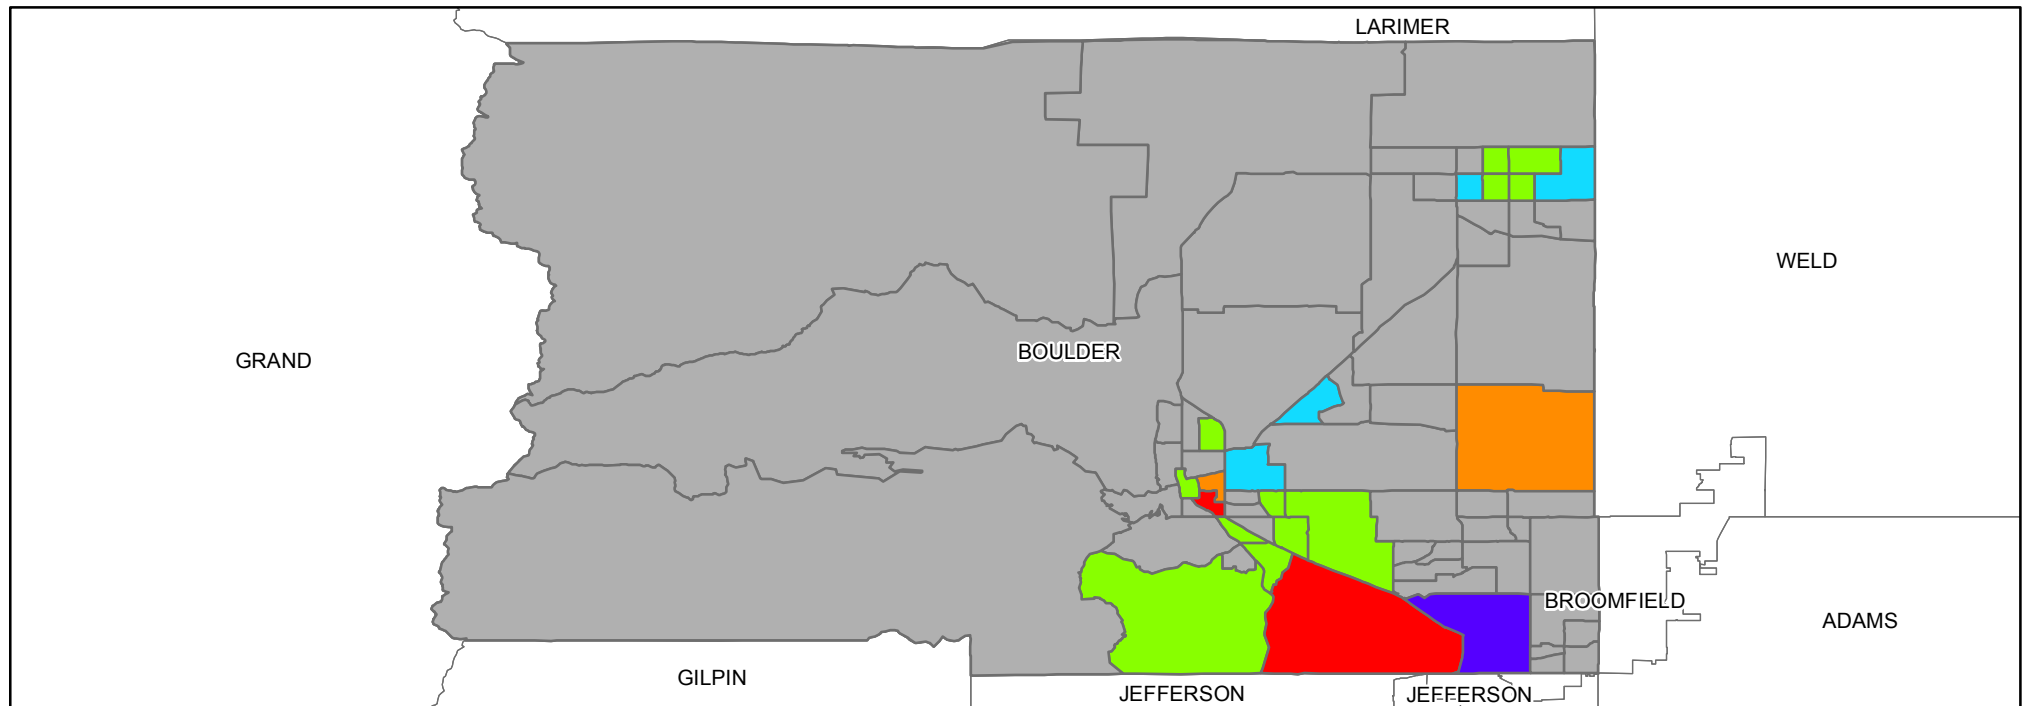 LARIMER
WELD
BOULDER
GRAND
BROOMFIELD
ADAMS
GILPIN
JEFFERSON
JEFFERSON